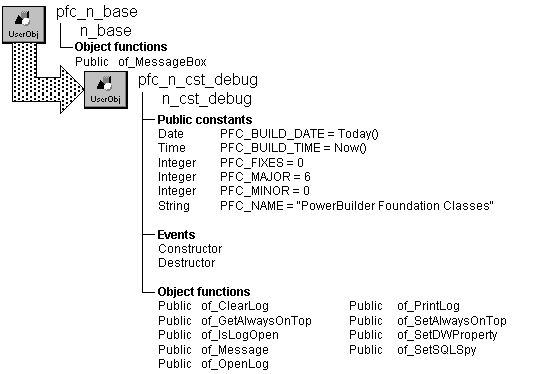 UserObj
pfc_n_base
n_base
Object functions
Public of_MessageBox
UserObj
pfc_n_cst_debug
n_cst_debug
Public constants
Date PFC_BUILD_DATE = Today()
Time PFC_BUILD_TIME = Now()
Integer PFC_FIXES = 0
Integer PFC_MAJOR = 6
Integer PFC_MINOR = 0
String PFC_NAME = "PowerBuilder Foundation Classes"
Events
Constructor
Destructor
Object functions
Public of_ClearLog Public of_PrintLog
Public of_GetAlwaysOnTop Public of_SetAlwaysOnTop
Public of_IsLogOpen Public of_SetDWProperty
Public of_Message Public of_SetSQLSpy
Public of_OpenLog